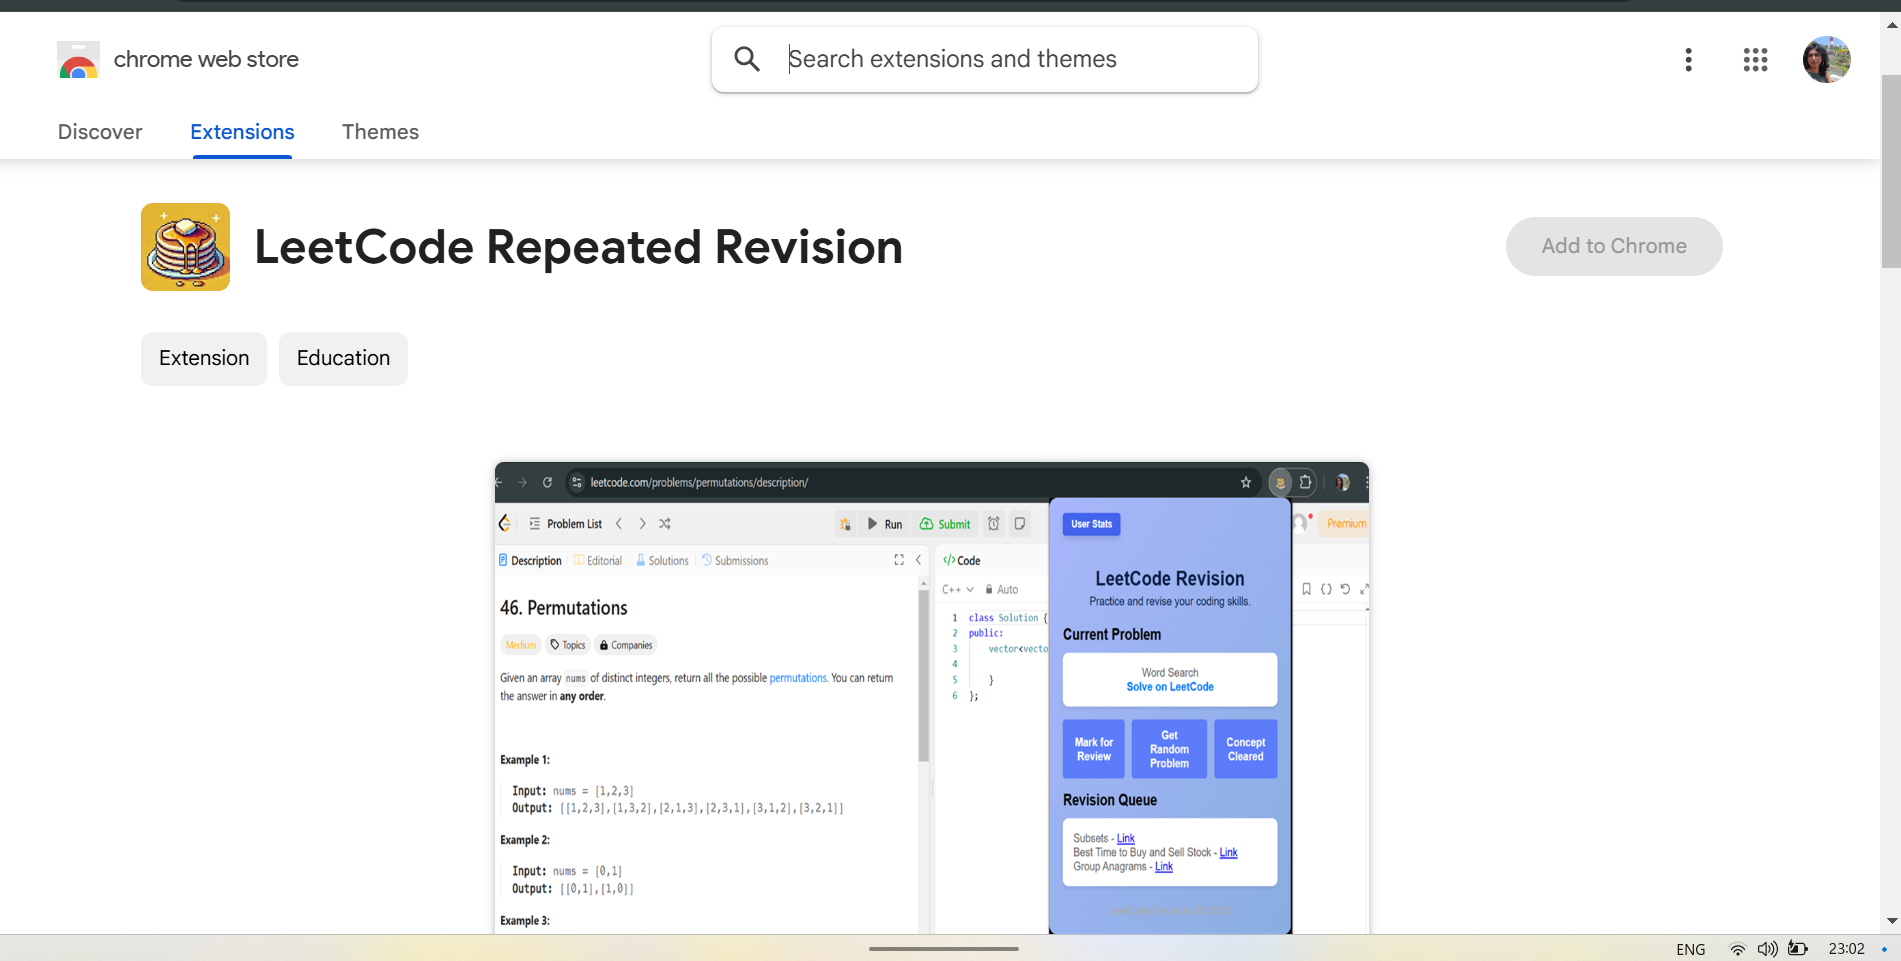 chrome web store
Search extensions and themes
Discover
Extensions
Themes
LeetCode Repeated Revision
Add to Chrome
Extension
Education
leetcode.com/problems/permutations/description/
Problem List
Run
Submit
Premium
Description
Editorial
Solutions
Submissions
</>Code
C++
Auto
46. Permutations
Medium
Topics
Companies
Given an array nums of distinct integers, return all the possible permutations. You can return
the answer in any order.
Example 1:
Input: nums = [1,2,3]
Output: [[1,2,3],[1,3,2],[2,1,3],[2,3,1],[3,1,2],[3,2,1]]
Example 2:
Input: nums = [0,1]
Output: [[0,1],[1,0]]
Example 3:
1 class Solution {
2 public:
3 vector<vecto
4
5 }
6 };
User Stats
LeetCode Revision
Practice and revise your coding skills.
Current Problem
Word Search
Solve on LeetCode
Mark for
Review
Get
Random
Problem
Concept
Cleared
Revision Queue
Subsets - Link
Best Time to Buy and Sell Stock - Link
Group Anagrams - Link
ENG
23:02